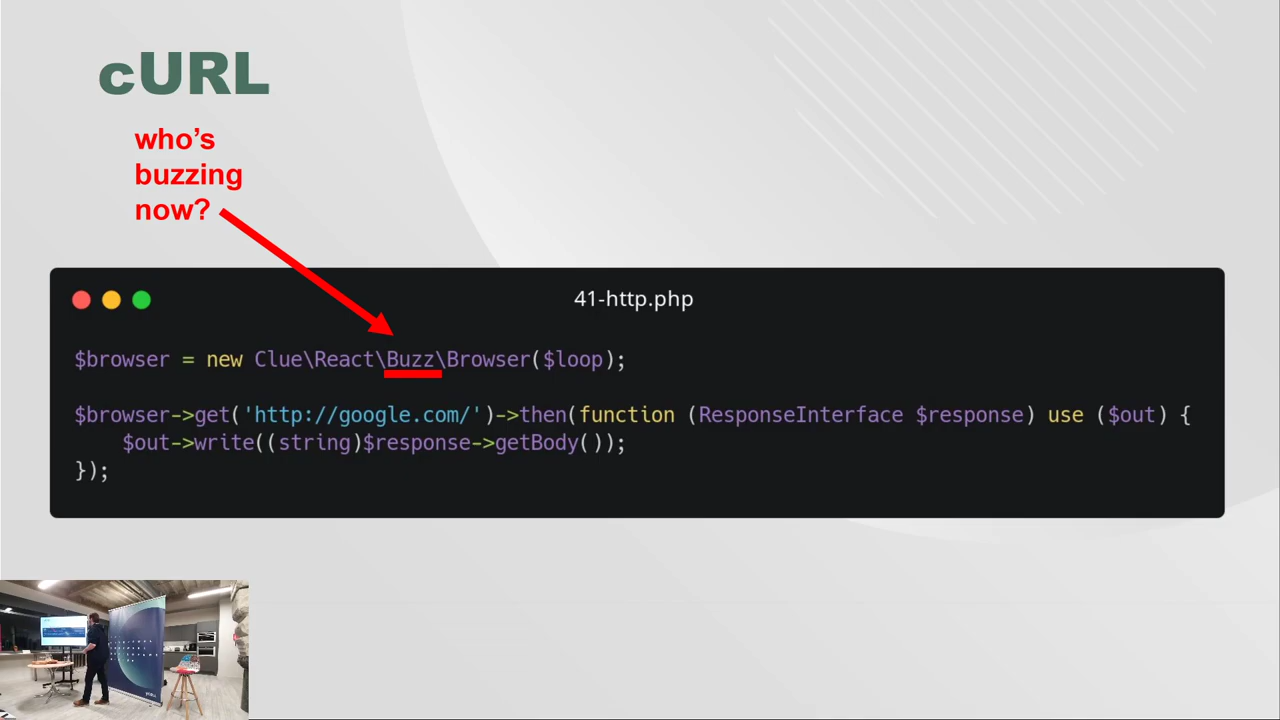 cURL
who's
buzzing
now?
41-http.php
$browser = new Clue\React\Buzz\Browser($loop);
$browser->get('http://google.com/')->then(function (ResponseInterface $response) use ($out) {
    $out->write((string)$response->getBody());
});